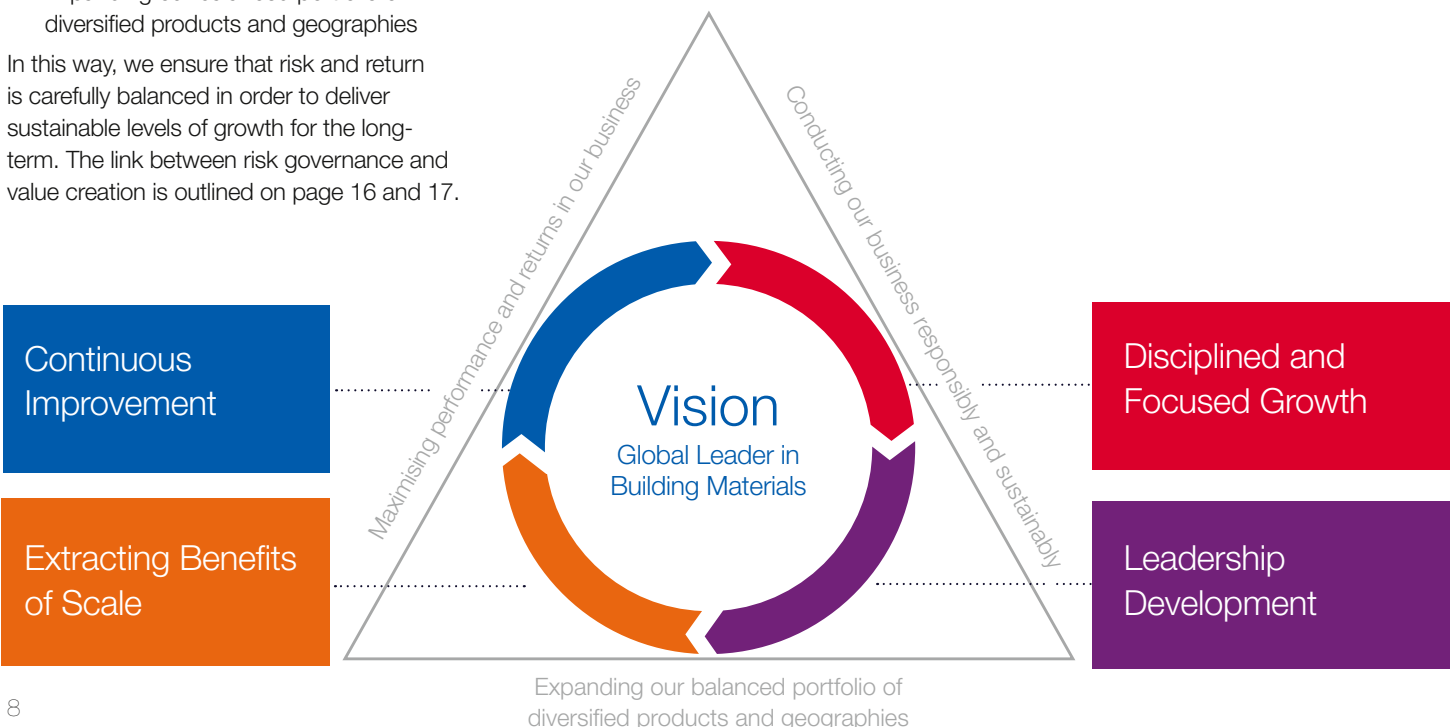 diversified products and geographies
In this way, we ensure that risk and return
is carefully balanced in order to deliver
sustainable levels of growth for the long-
term. The link between risk governance and
value creation is outlined on page 16 and 17.
Maximising performance and returns in our business
Conducting our business responsibly and sustainably
Continuous
Improvement
Vision
Global Leader in
Building Materials
Disciplined and
Focused Growth
Extracting Benefits
of Scale
Leadership
Development
Expanding our balanced portfolio of
diversified products and geographies
8